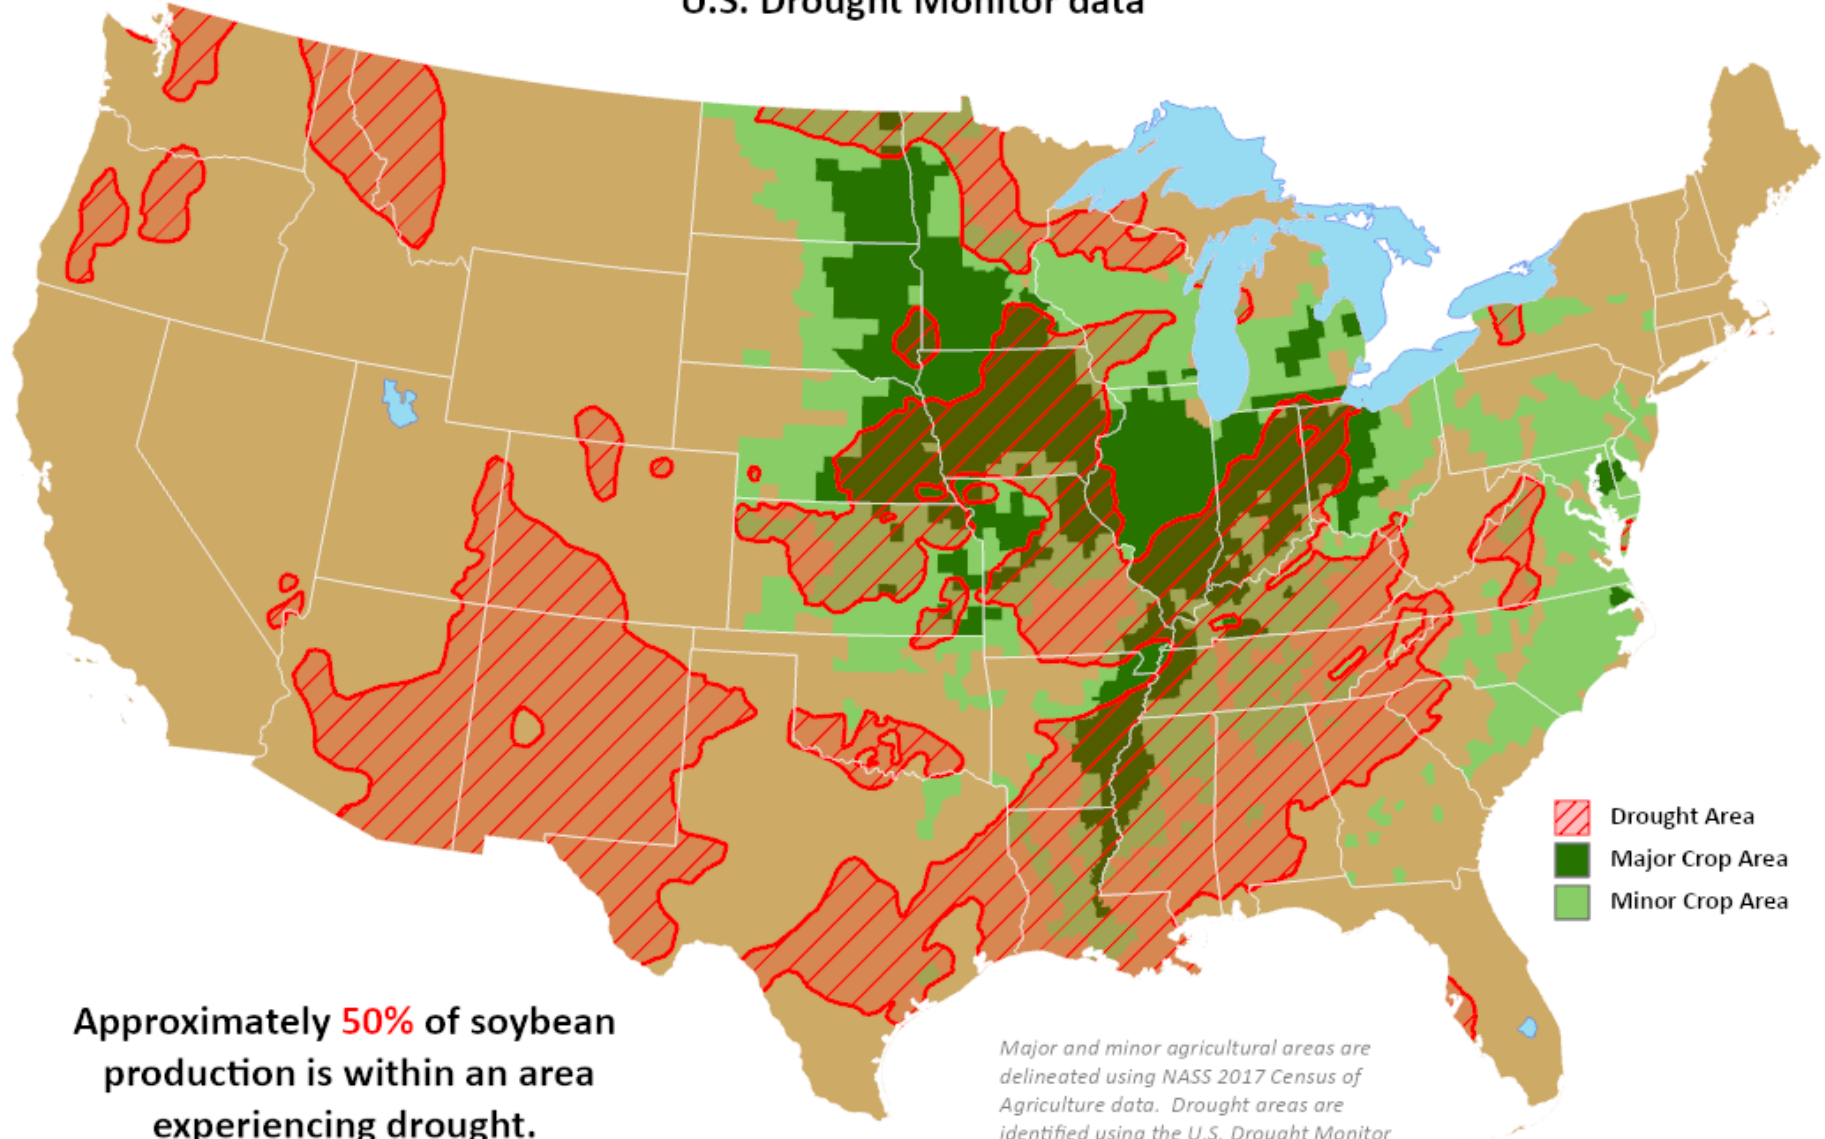 U.S. Drought Monitor data
Drought Area
Major Crop Area
Minor Crop Area
Approximately 50% of soybean
production is within an area
experiencing drought.
Major and minor agricultural areas are
delineated using NASS 2017 Census of
Agriculture data. Drought areas are
identified using the U.S. Drought Monitor